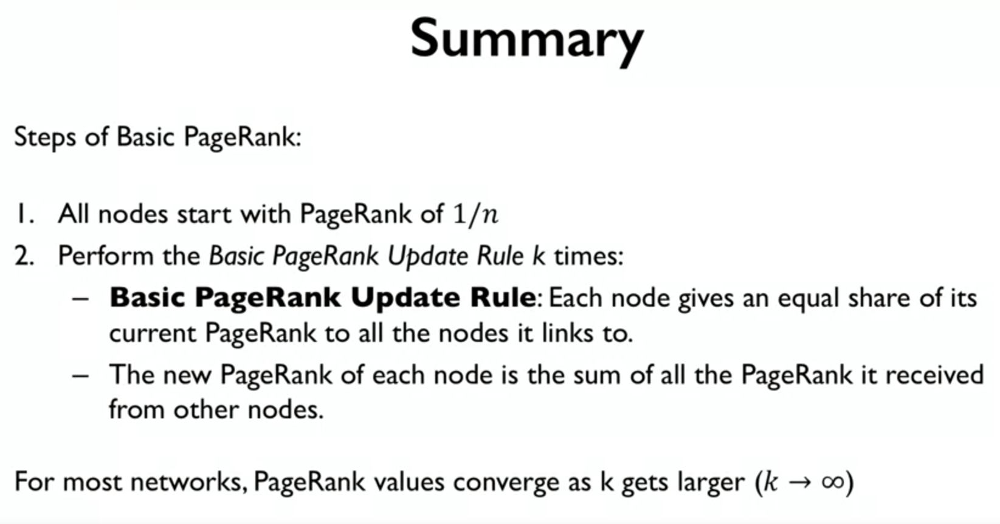 Summary
Steps of Basic PageRank:
1. All nodes start with PageRank of 1/n
2. Perform the Basic PageRank Update Rule k times:
– Basic PageRank Update Rule: Each node gives an equal share of its
current PageRank to all the nodes it links to.
– The new PageRank of each node is the sum of all the PageRank it received
from other nodes.
For most networks, PageRank values converge as k gets larger (k → ∞)